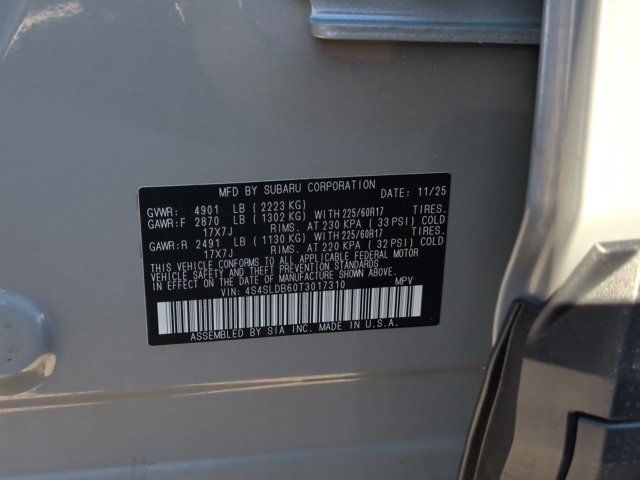 MFD BY SUBARU CORPORATION DATE: 11/25
GVWR: 4901 LB ( 2223 KG)
GAWR:F 2870 LB ( 1302 KG) WITH 225/60R17 TIRES.
17X7J RIMS. AT 230 KPA ( 33 PSI) COLD
GAWR:R 2491 LB ( 1130 KG) WITH 225/60R17 TIRES.
17X7J RIMS. AT 220 KPA ( 32 PSI) COLD
THIS VEHICLE CONFORMS TO ALL APPLICABLE FEDERAL MOTOR
VEHICLE SAFETY AND THEFT PREVENTION STANDARDS
IN EFFECT ON THE DATE OF MANUFACTURE SHOWN ABOVE.
VIN: 4S4SLDB60T3017310 MPV
ASSEMBLED BY SIA INC. MADE IN U.S.A.